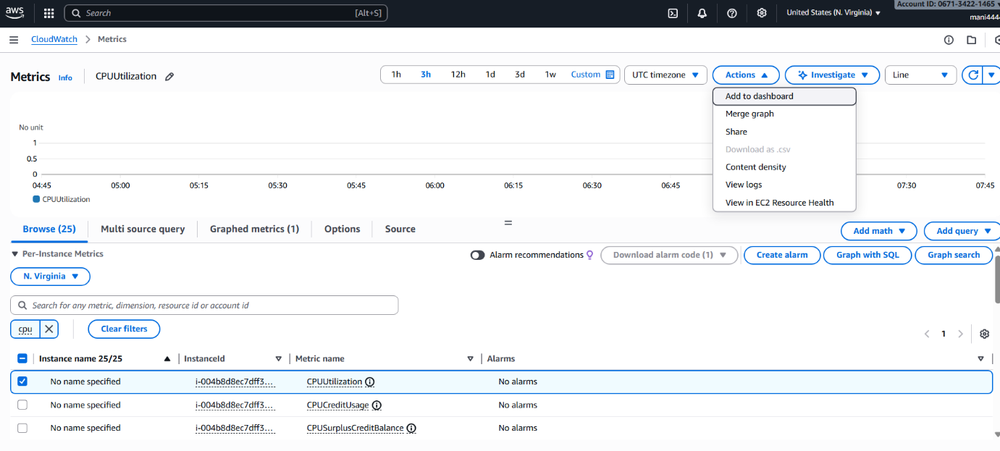 aws Search [Alt+S] United States (N. Virginia) Account ID: 0671-3422-1465
CloudWatch Metrics
Metrics Info CPUUtilization 1h 3h 12h 1d 3d 1w Custom UTC timezone Actions Investigate Line
Add to dashboard
Merge graph
Share
Download as .csv
Content density
View logs
View in EC2 Resource Health
No unit
1
0.5
0
04:45 05:00 05:15 05:30 05:45 06:00 06:15 06:30 06:45 07:30 07:45
CPUUtilization
Browse (25) Multi source query Graphed metrics (1) Options Source Add math Add query
Per-Instance Metrics Alarm recommendations Download alarm code (1) Create alarm Graph with SQL Graph search
N. Virginia
Search for any metric, dimension, resource id or account id
cpu Clear filters 1
Instance name 25/25 InstanceId Metric name Alarms
No name specified i-004b8d8ec7dff3... CPUUtilization No alarms
No name specified i-004b8d8ec7dff3... CPUCreditUsage No alarms
No name specified i-004b8d8ec7dff3... CPUSurplusCreditBalance No alarms